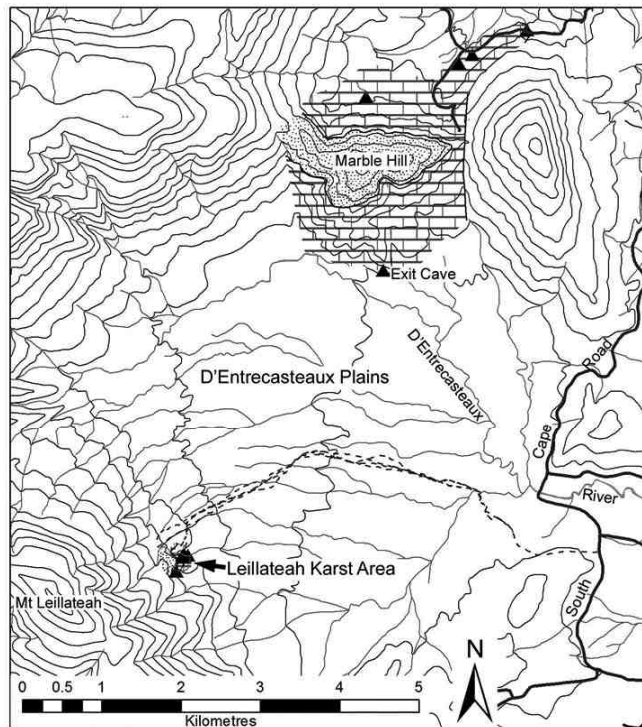 Marble Hill
Exit Cave
D'Entrecasteaux Plains
D'Entrecasteaux
River
South
Cape
Road
Leillateah Karst Area
Mt Leillateah
N
0 0.5 1 2 3 4 5
Kilometres